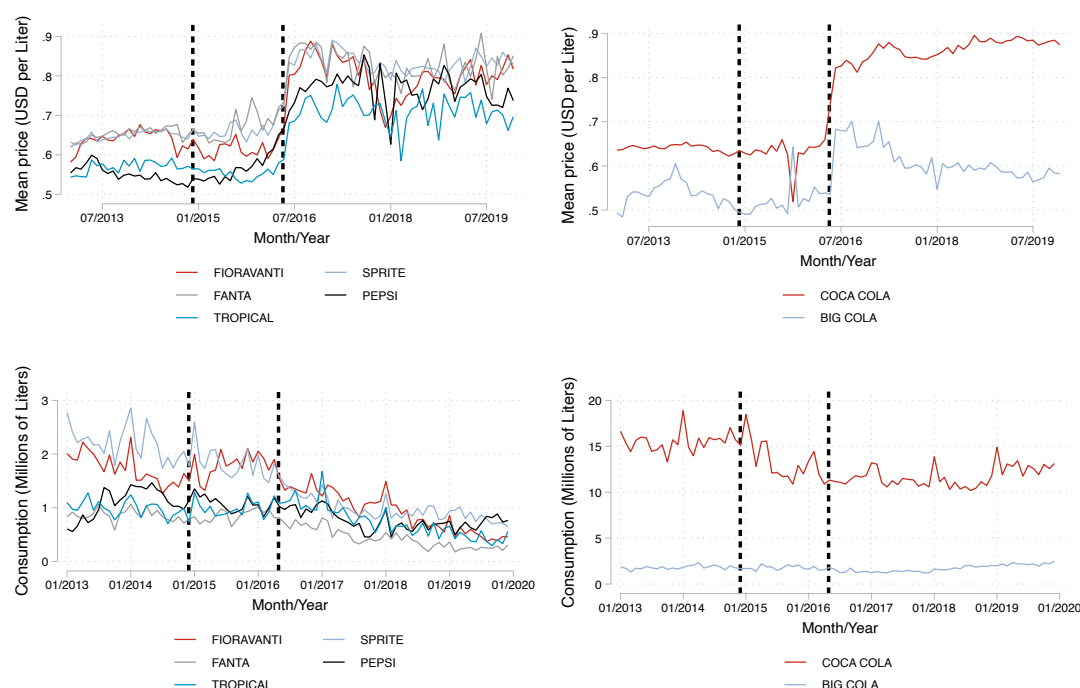 Mean price (USD per Liter)
.9
.8
.7
.6
.5
07/2013 01/2015 07/2016 01/2018 07/2019
Month/Year
FIORAVANTI SPRITE
FANTA PEPSI
TROPICAL
Mean price (USD per Liter)
.9
.8
.7
.6
.5
07/2013 01/2015 07/2016 01/2018 07/2019
Month/Year
COCA COLA
BIG COLA
Consumption (Millions of Liters)
3
2
1
0
01/2013 01/2014 01/2015 01/2016 01/2017 01/2018 01/2019 01/2020
Month/Year
FIORAVANTI SPRITE
FANTA PEPSI
TROPICAL
Consumption (Millions of Liters)
20
15
10
5
0
01/2013 01/2014 01/2015 01/2016 01/2017 01/2018 01/2019 01/2020
Month/Year
COCA COLA
BIG COLA